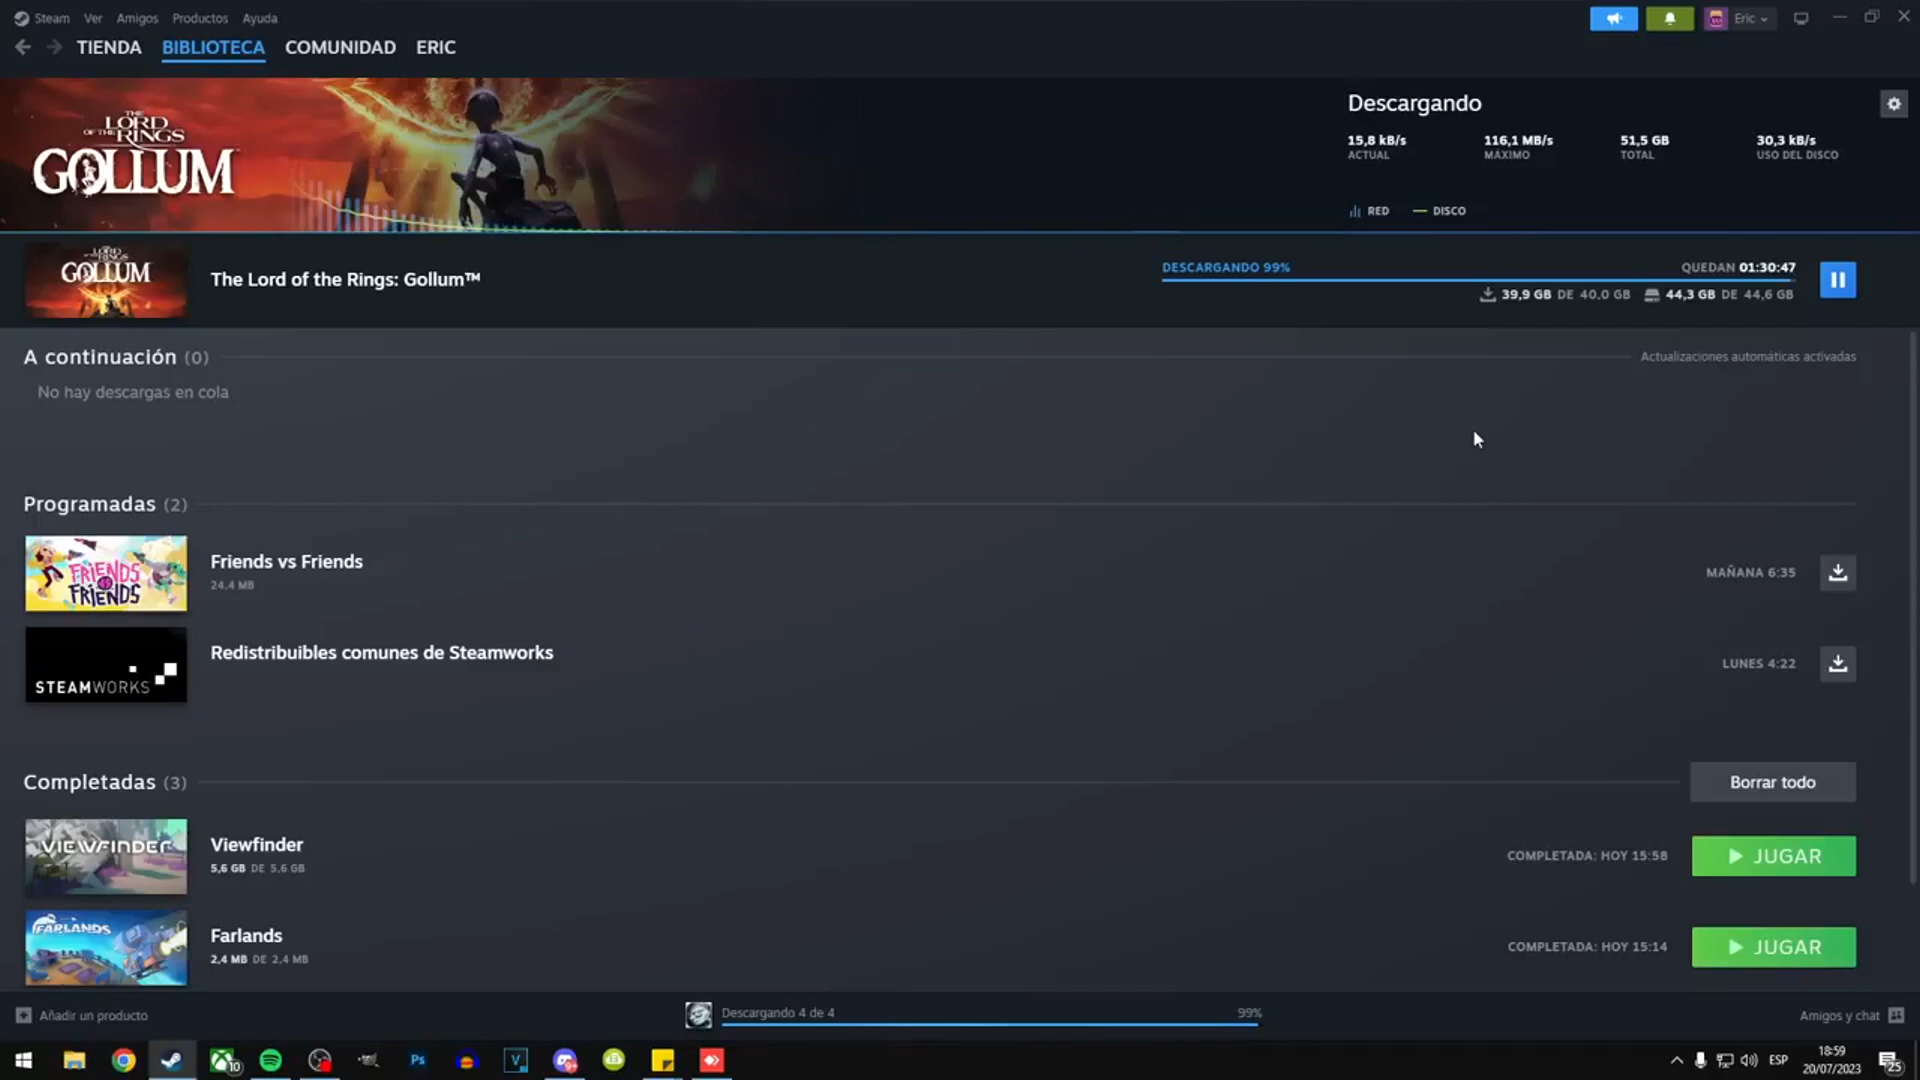 Steam Ver Amigos Productos Ayuda
Eric
TIENDA BIBLIOTECA COMUNIDAD ERIC
THE
LORD
OF THE RINGS
GOLLUM
Descargando
15,8 kB/s 116,1 MB/s 51,5 GB 30,3 kB/s
ACTUAL MÁXIMO TOTAL USO DEL DISCO
RED DISCO
GOLLUM
The Lord of the Rings: Gollum™
DESCARGANDO 99% QUEDAN 01:30:47
39,9 GB DE 40,0 GB 44,3 GB DE 44,6 GB
A continuación (0)
Actualizaciones automáticas activadas
No hay descargas en cola
Programadas (2)
FRIENDS
VS
FRIENDS
Friends vs Friends
24,4 MB
MAÑANA 6:35
STEAMWORKS
Redistribuibles comunes de Steamworks
LUNES 4:22
Completadas (3)
Borrar todo
VIEWFINDER
Viewfinder
5,6 GB DE 5,6 GB
COMPLETADA: HOY 15:58
JUGAR
FARLANDS
Farlands
2,4 MB DE 2,4 MB
COMPLETADA: HOY 15:14
JUGAR
Añadir un producto
Descargando 4 de 4 99%
Amigos y chat
10
Ps
V
ESP
18:59
20/07/2023
25